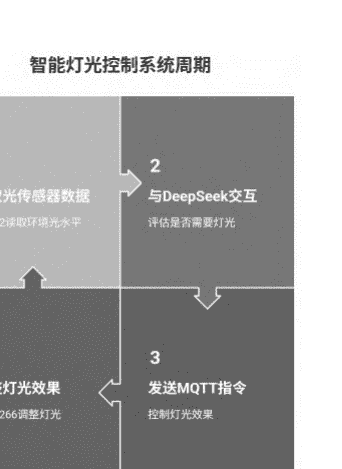 智能灯光控制系统周期
光传感器数据
2读取环境光水平
2
与DeepSeek交互
评估是否需要灯光
灯光效果
266调整灯光
3
发送MQTT指令
控制灯光效果